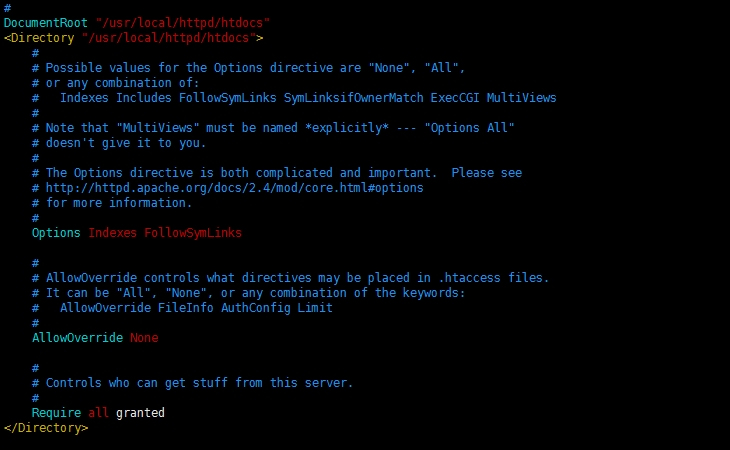 #
DocumentRoot "/usr/local/httpd/htdocs"
<Directory "/usr/local/httpd/htdocs">
    #
    # Possible values for the Options directive are "None", "All",
    # or any combination of:
    #   Indexes Includes FollowSymLinks SymLinksifOwnerMatch ExecCGI MultiViews
    #
    # Note that "MultiViews" must be named *explicitly* --- "Options All"
    # doesn't give it to you.
    #
    # The Options directive is both complicated and important.  Please see
    # http://httpd.apache.org/docs/2.4/mod/core.html#options
    # for more information.
    #
    Options Indexes FollowSymLinks

    #
    # AllowOverride controls what directives may be placed in .htaccess files.
    # It can be "All", "None", or any combination of the keywords:
    #   AllowOverride FileInfo AuthConfig Limit
    #
    AllowOverride None

    #
    # Controls who can get stuff from this server.
    #
    Require all granted
</Directory>